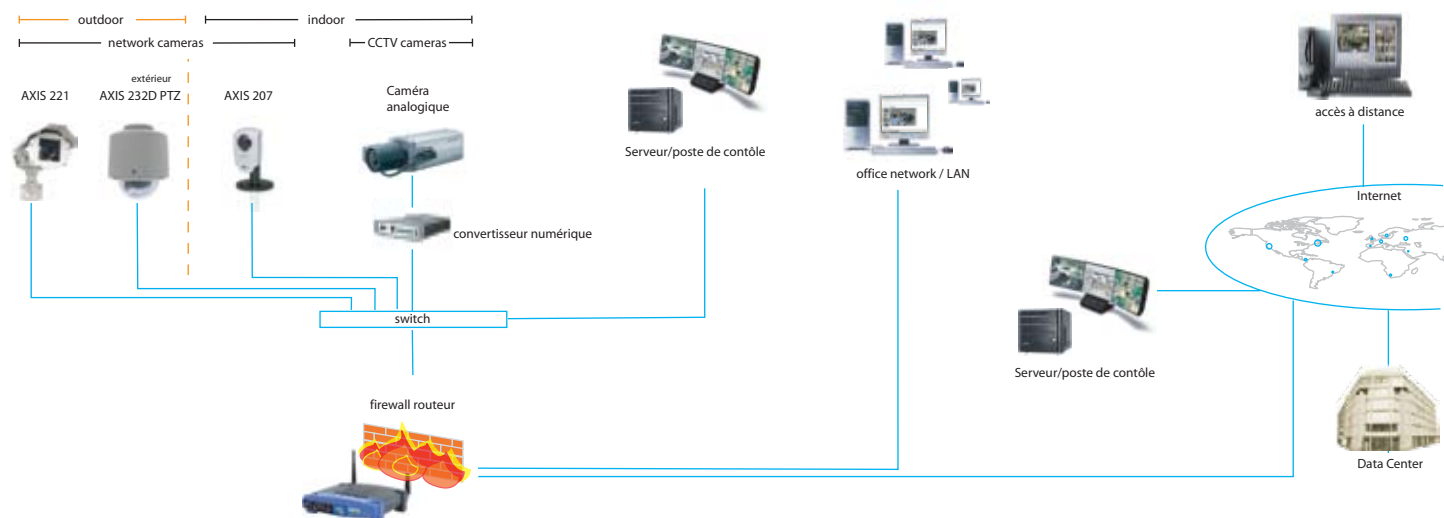 outdoor
indoor
network cameras
CCTV cameras
extérieur
AXIS 221
AXIS 232D PTZ
AXIS 207
Caméra
analogique
convertisseur numérique
switch
firewall routeur
Serveur/poste de contôle
office network / LAN
Serveur/poste de contôle
accès à distance
Internet
Data Center